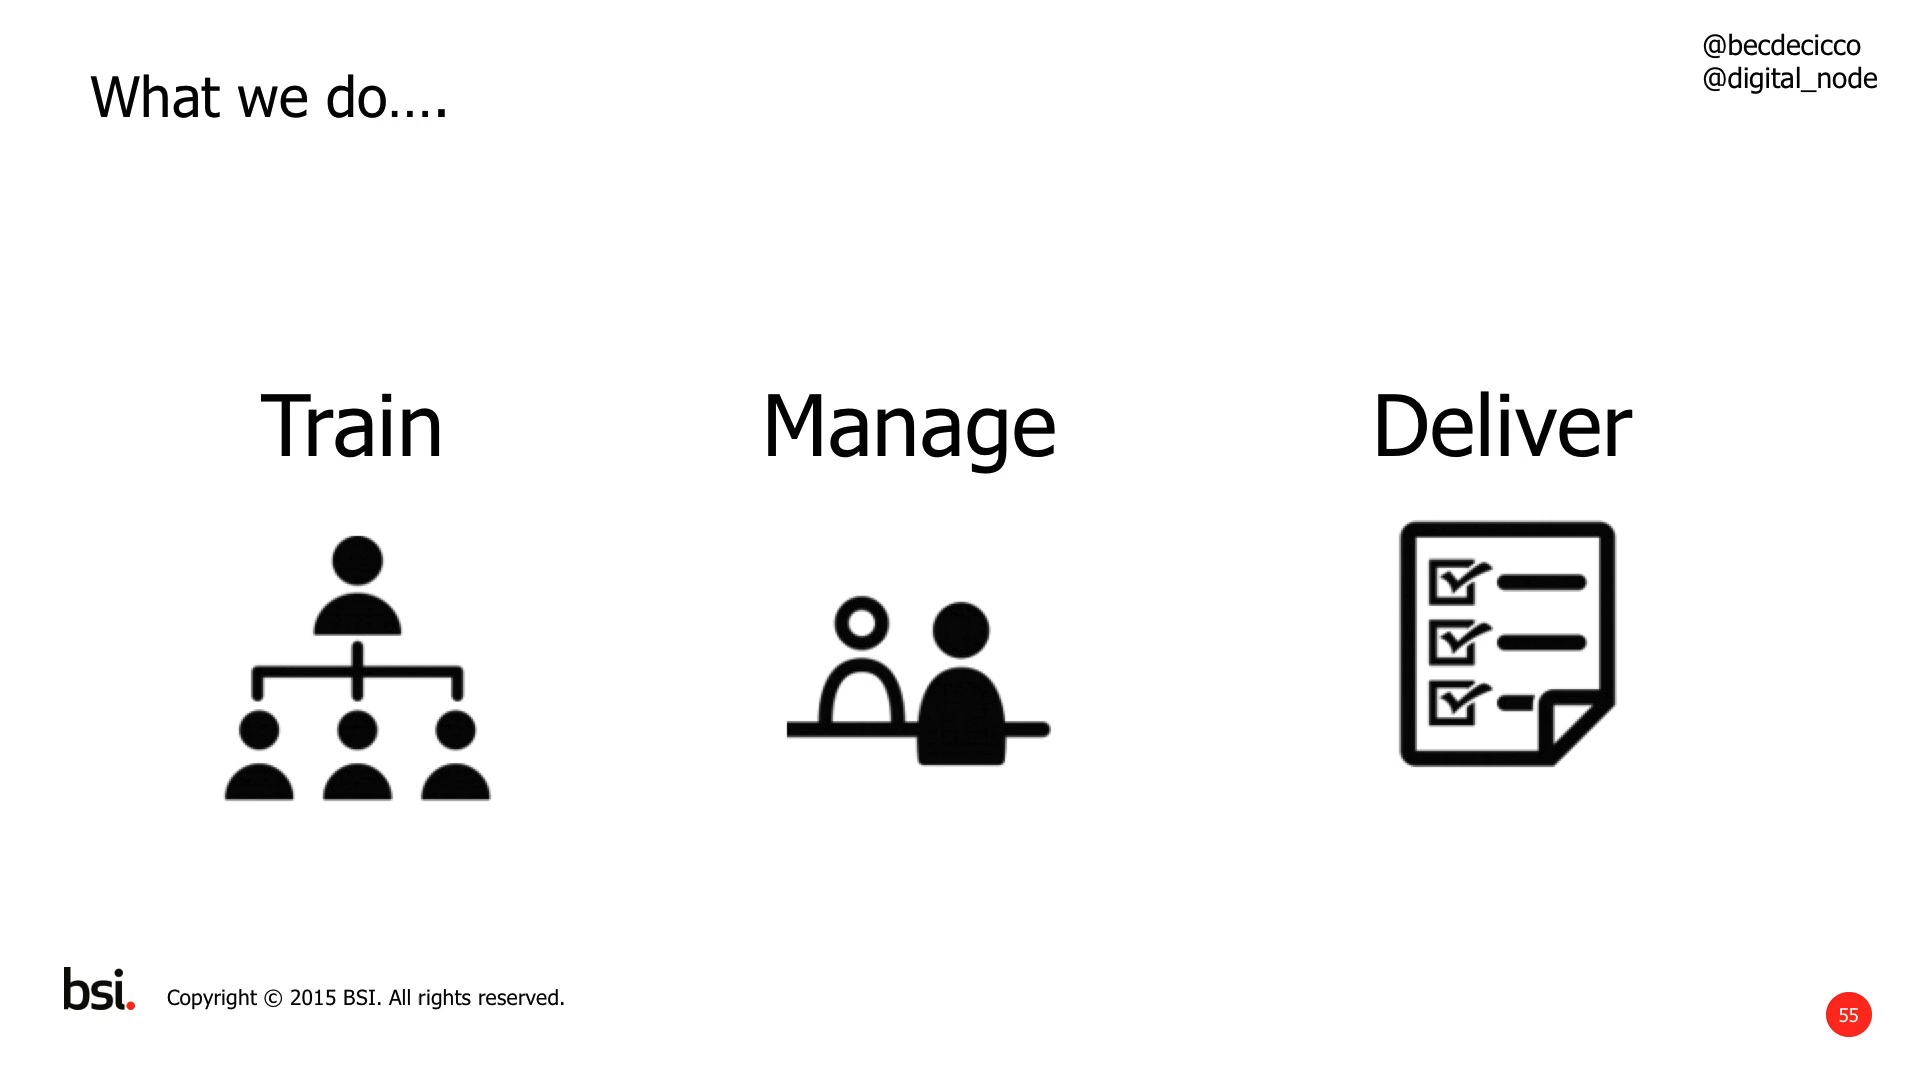 @becdecicco
@digital_node
What we do....
Train
Manage
Deliver
bsi.
Copyright © 2015 BSI. All rights reserved.
55